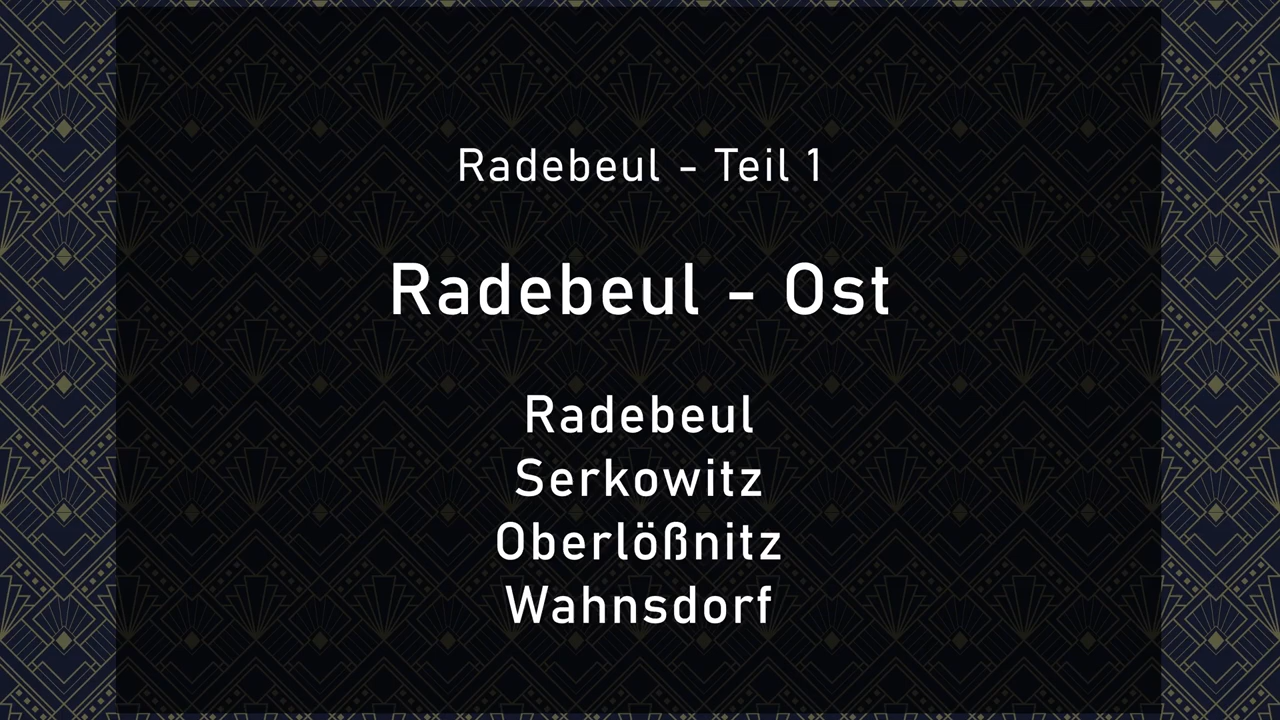 Radebeul - Teil 1
Radebeul - Ost
Radebeul
Serkowitz
Oberlößnitz
Wahnsdorf